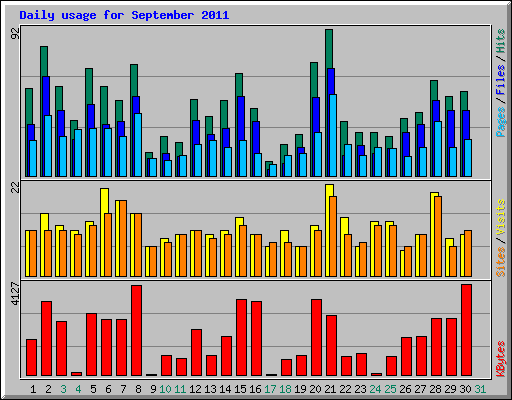 Daily usage for September 2011
92
Pages / Files / Hits
22
Sites / Visits
4127
KBytes
1 2 3 4 5 6 7 8 9 10 11 12 13 14 15 16 17 18 19 20 21 22 23 24 25 26 27 28 29 30 31